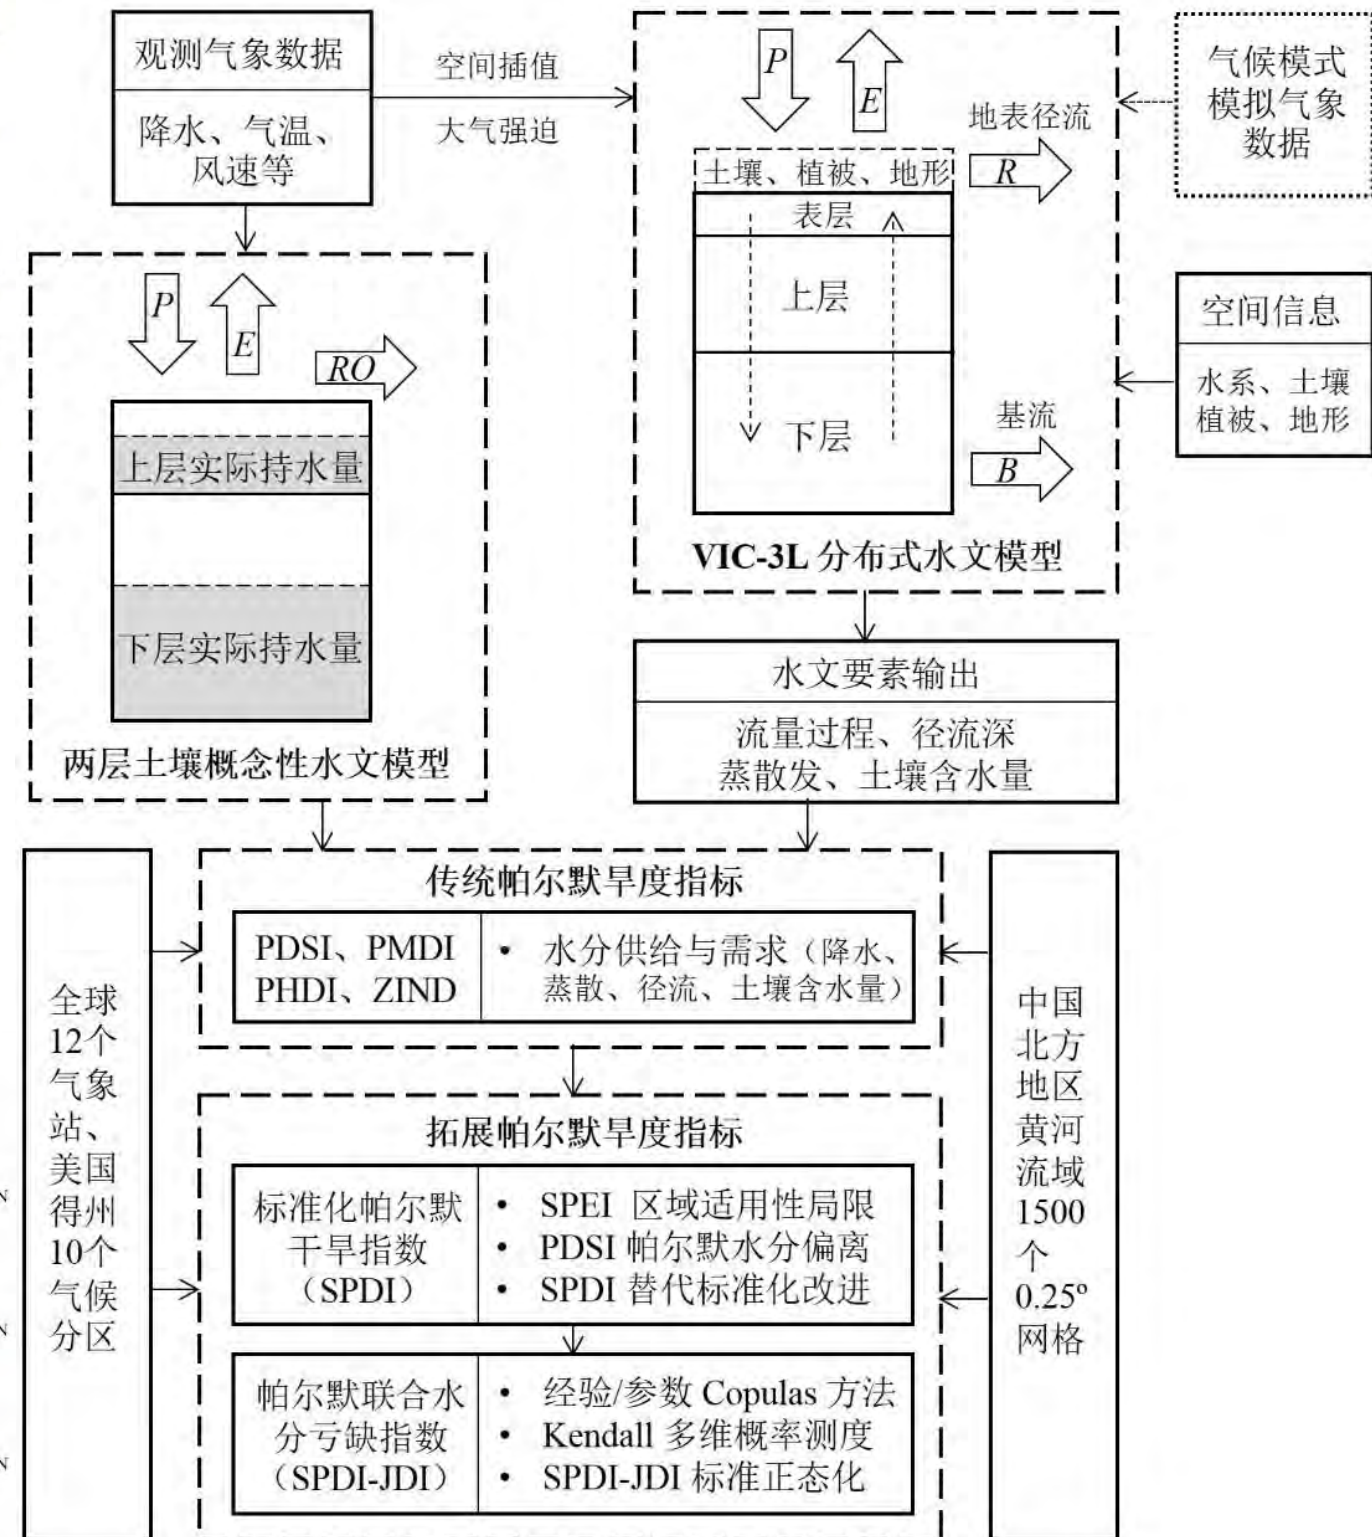 观测气象数据
降水、气温、
风速等
空间插值
大气强迫
P
E
地表径流
R
土壤、植被、地形
表层
上层
下层
基流
B
VIC-3L 分布式水文模型
气候模式
模拟气象
数据
空间信息
水系、土壤
植被、地形
P
E
RO
上层实际持水量
下层实际持水量
两层土壤概念性水文模型
水文要素输出
流量过程、径流深
蒸散发、土壤含水量
全球
12个
气象
站、
美国
得州
10个
气候
分区
传统帕尔默旱度指标
PDSI、PMDI
PHDI、ZIND
• 水分供给与需求（降水、
蒸散、径流、土壤含水量）
拓展帕尔默旱度指标
标准化帕尔默
干旱指数
（SPDI）
• SPEI 区域适用性局限
• PDSI 帕尔默水分偏离
• SPDI 替代标准化改进
帕尔默联合水
分亏缺指数
（SPDI-JDI）
• 经验/参数 Copulas 方法
• Kendall 多维概率测度
• SPDI-JDI 标准正态化
中国
北方
地区
黄河
流域
1500
个
0.25°
网格
N
N
N